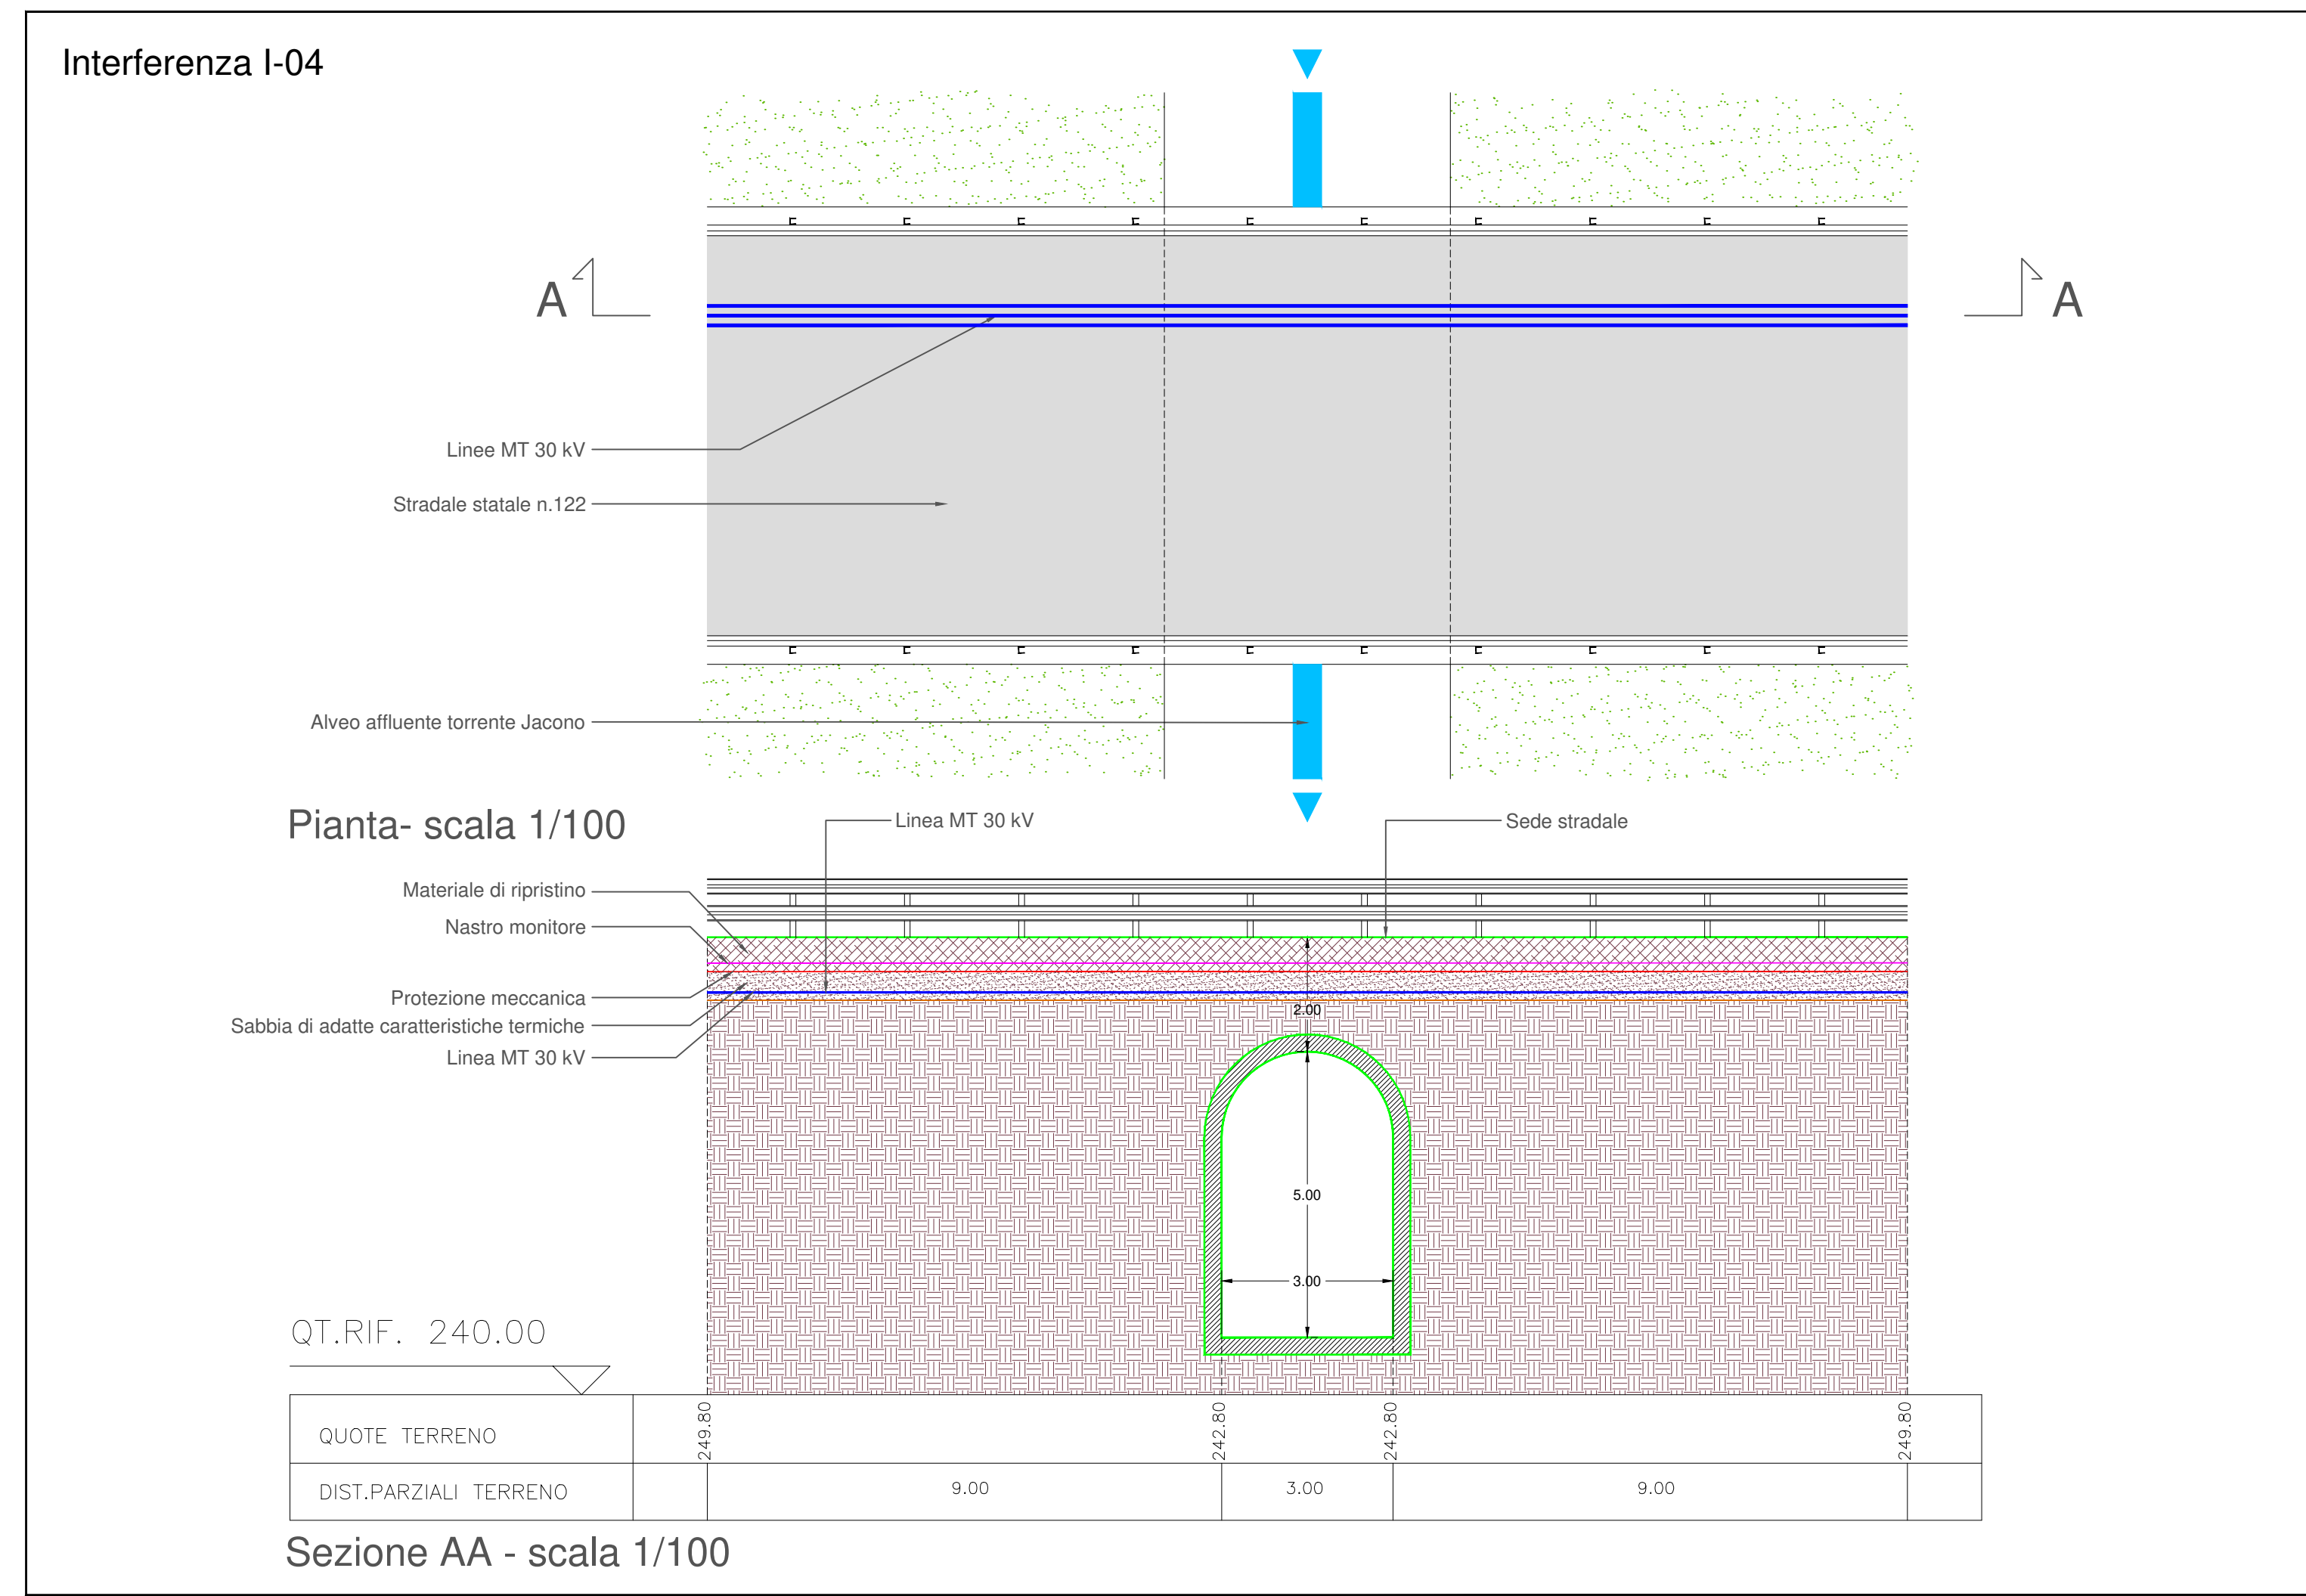 Interferenza I-04
A
A
Linee MT 30 kV
Stradale statale n.122
Alveo affluente torrente Jacono
Pianta- scala 1/100
Linea MT 30 kV
Sede stradale
Materiale di ripristino
Nastro monitore
Protezione meccanica
Sabbia di adatte caratteristiche termiche
Linea MT 30 kV
2.00
5.00
3.00
QT.RIF. 240.00
QUOTE TERRENO
249.80
242.80
242.80
249.80
DIST.PARZIALI TERRENO
9.00
3.00
9.00
Sezione AA - scala 1/100